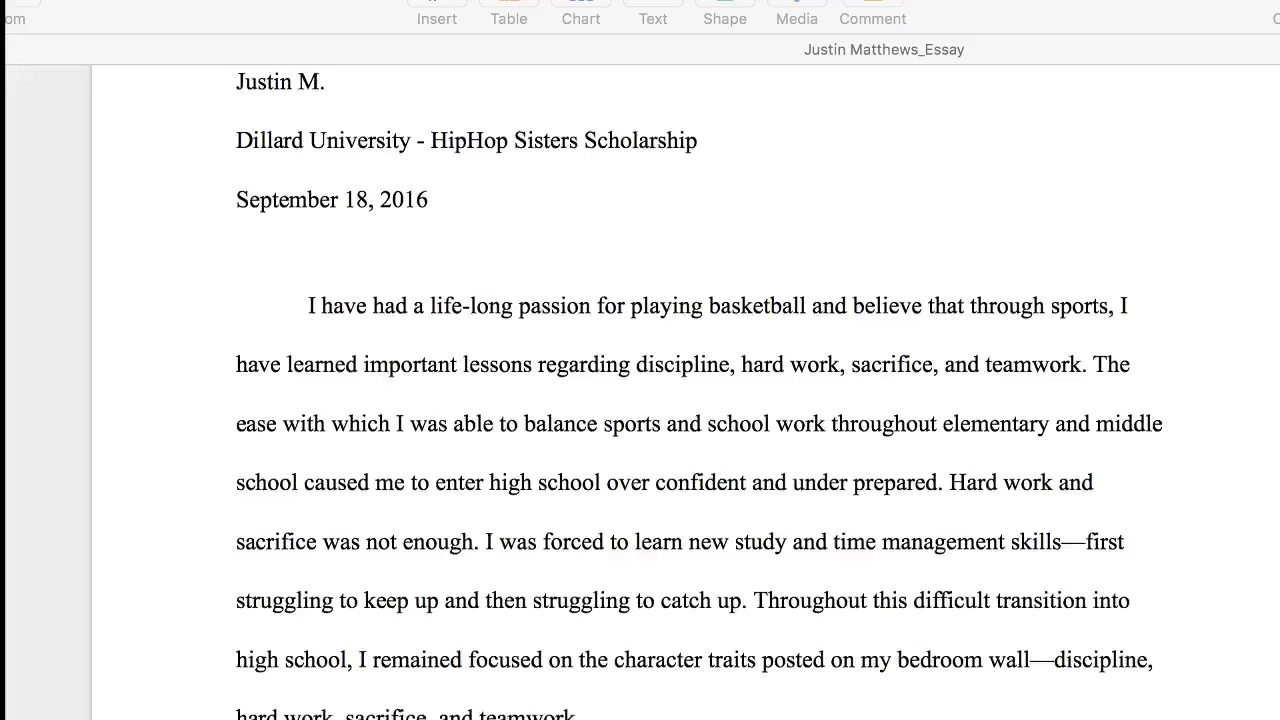 om
Insert Table Chart Text Shape Media Comment
Justin Matthews_Essay
Justin M.
Dillard University - HipHop Sisters Scholarship
September 18, 2016
I have had a life-long passion for playing basketball and believe that through sports, I
have learned important lessons regarding discipline, hard work, sacrifice, and teamwork. The
ease with which I was able to balance sports and school work throughout elementary and middle
school caused me to enter high school over confident and under prepared. Hard work and
sacrifice was not enough. I was forced to learn new study and time management skills—first
struggling to keep up and then struggling to catch up. Throughout this difficult transition into
high school, I remained focused on the character traits posted on my bedroom wall—discipline,
hard work, sacrifice, and teamwork.